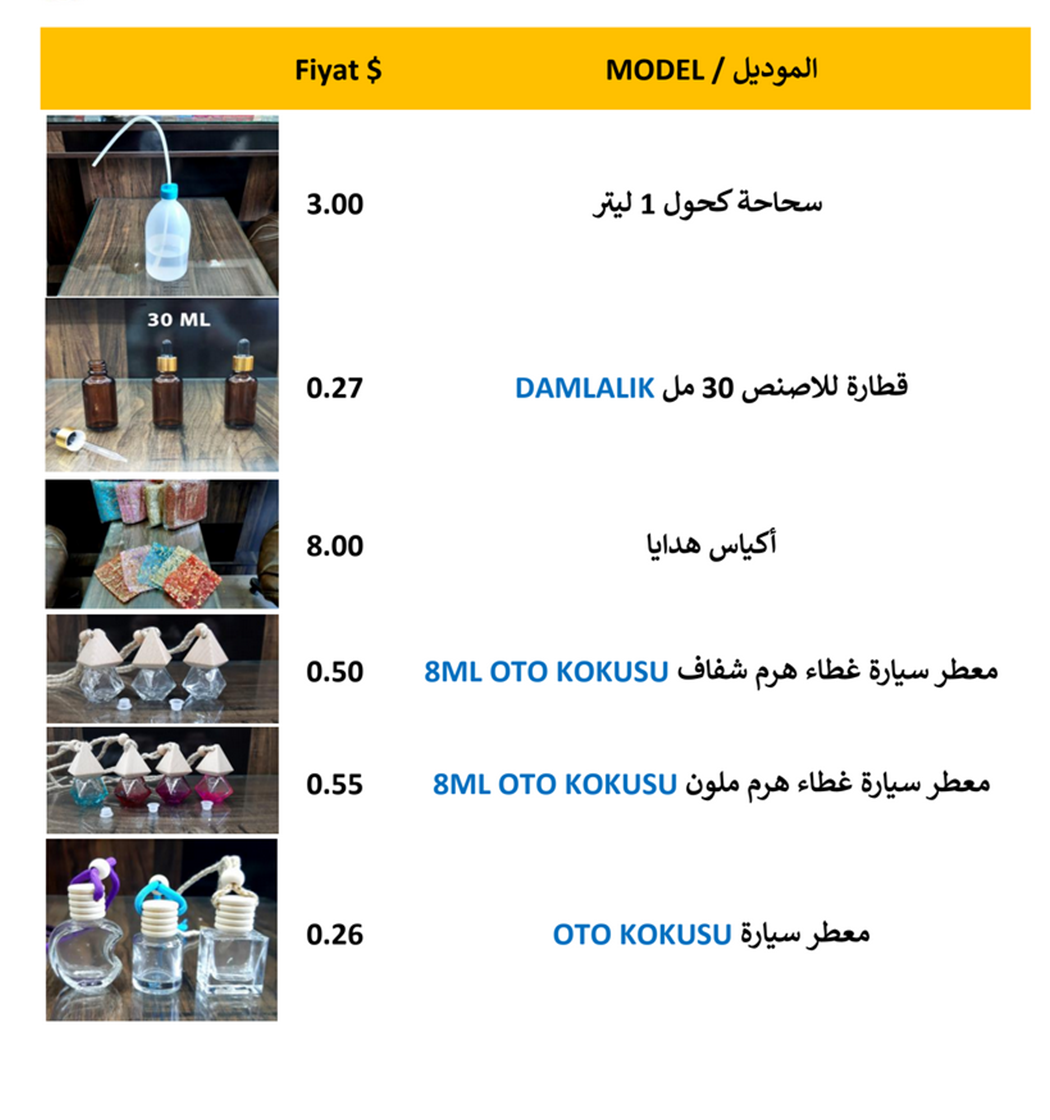 Fiyat $
MODEL / الموديل
3.00
سحاحة كحول 1 ليتر
30 ML
0.27
قطارة للاصنص 30 مل DAMLALIK
8.00
أكياس هدايا
0.50
معطر سيارة غطاء هرم شفاف 8ML OTO KOKUSU
0.55
معطر سيارة غطاء هرم ملون 8ML OTO KOKUSU
0.26
معطر سيارة OTO KOKUSU